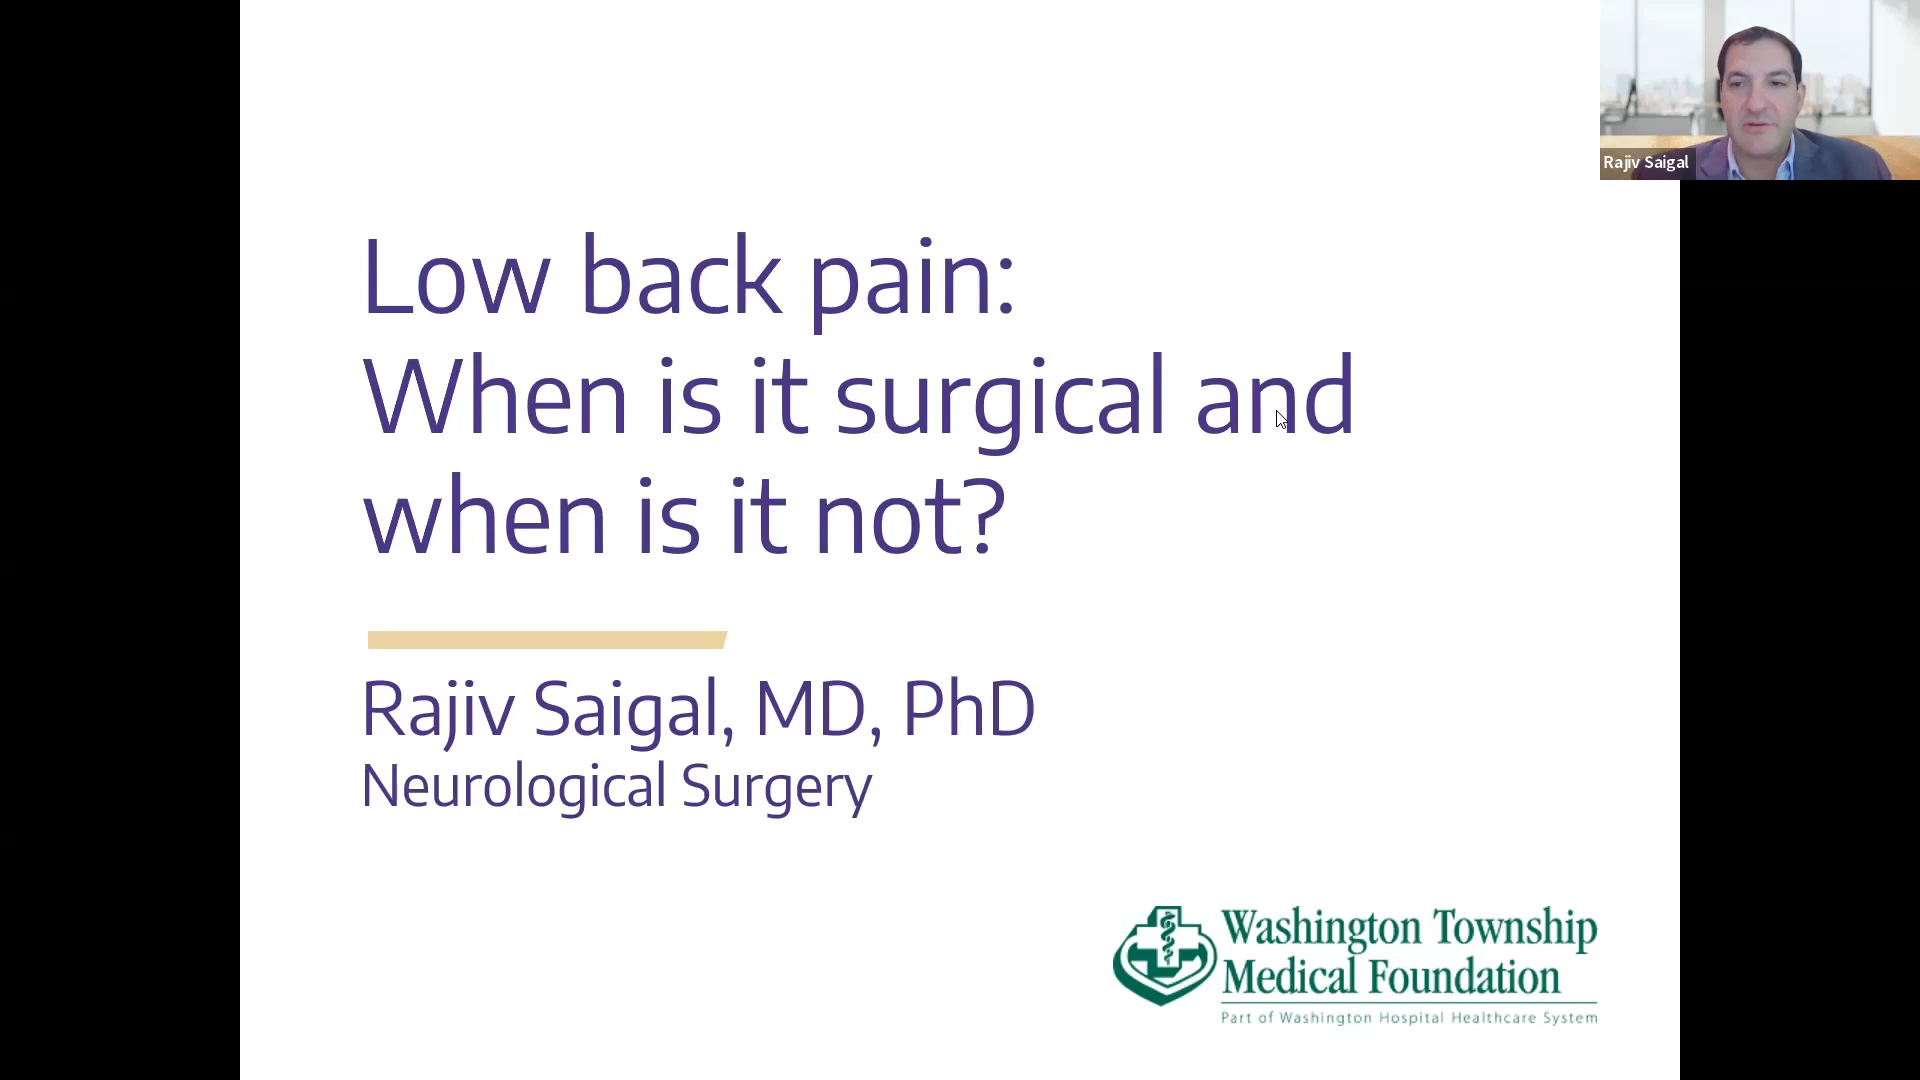 Low back pain:
When is it surgical and
when is it not?
Rajiv Saigal, MD, PhD
Neurological Surgery
Washington Township
Medical Foundation
Part of Washington Hospital Healthcare System
Rajiv Saigal